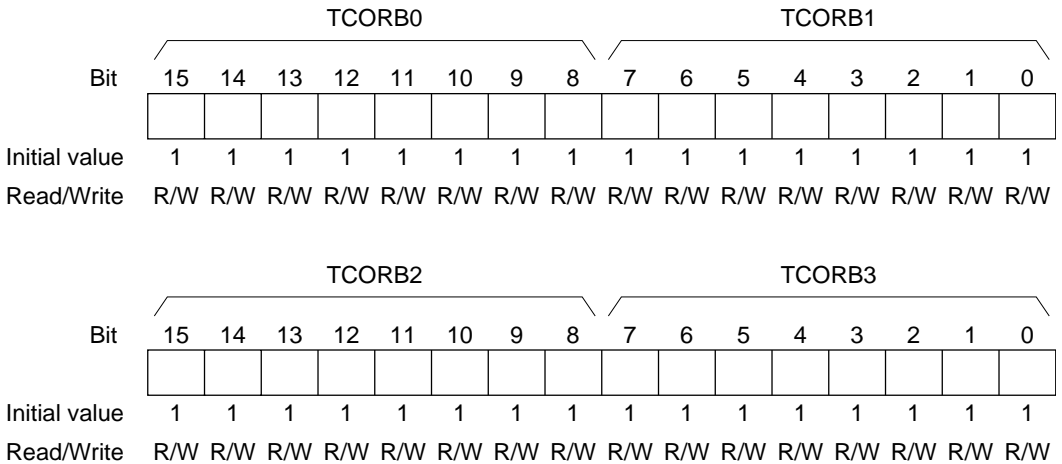 TCORB0 TCORB1
Bit 15 14 13 12 11 10 9 8 7 6 5 4 3 2 1 0
Initial value 1 1 1 1 1 1 1 1 1 1 1 1 1 1 1 1
Read/Write R/W R/W R/W R/W R/W R/W R/W R/W R/W R/W R/W R/W R/W R/W R/W R/W
TCORB2 TCORB3
Bit 15 14 13 12 11 10 9 8 7 6 5 4 3 2 1 0
Initial value 1 1 1 1 1 1 1 1 1 1 1 1 1 1 1 1
Read/Write R/W R/W R/W R/W R/W R/W R/W R/W R/W R/W R/W R/W R/W R/W R/W R/W